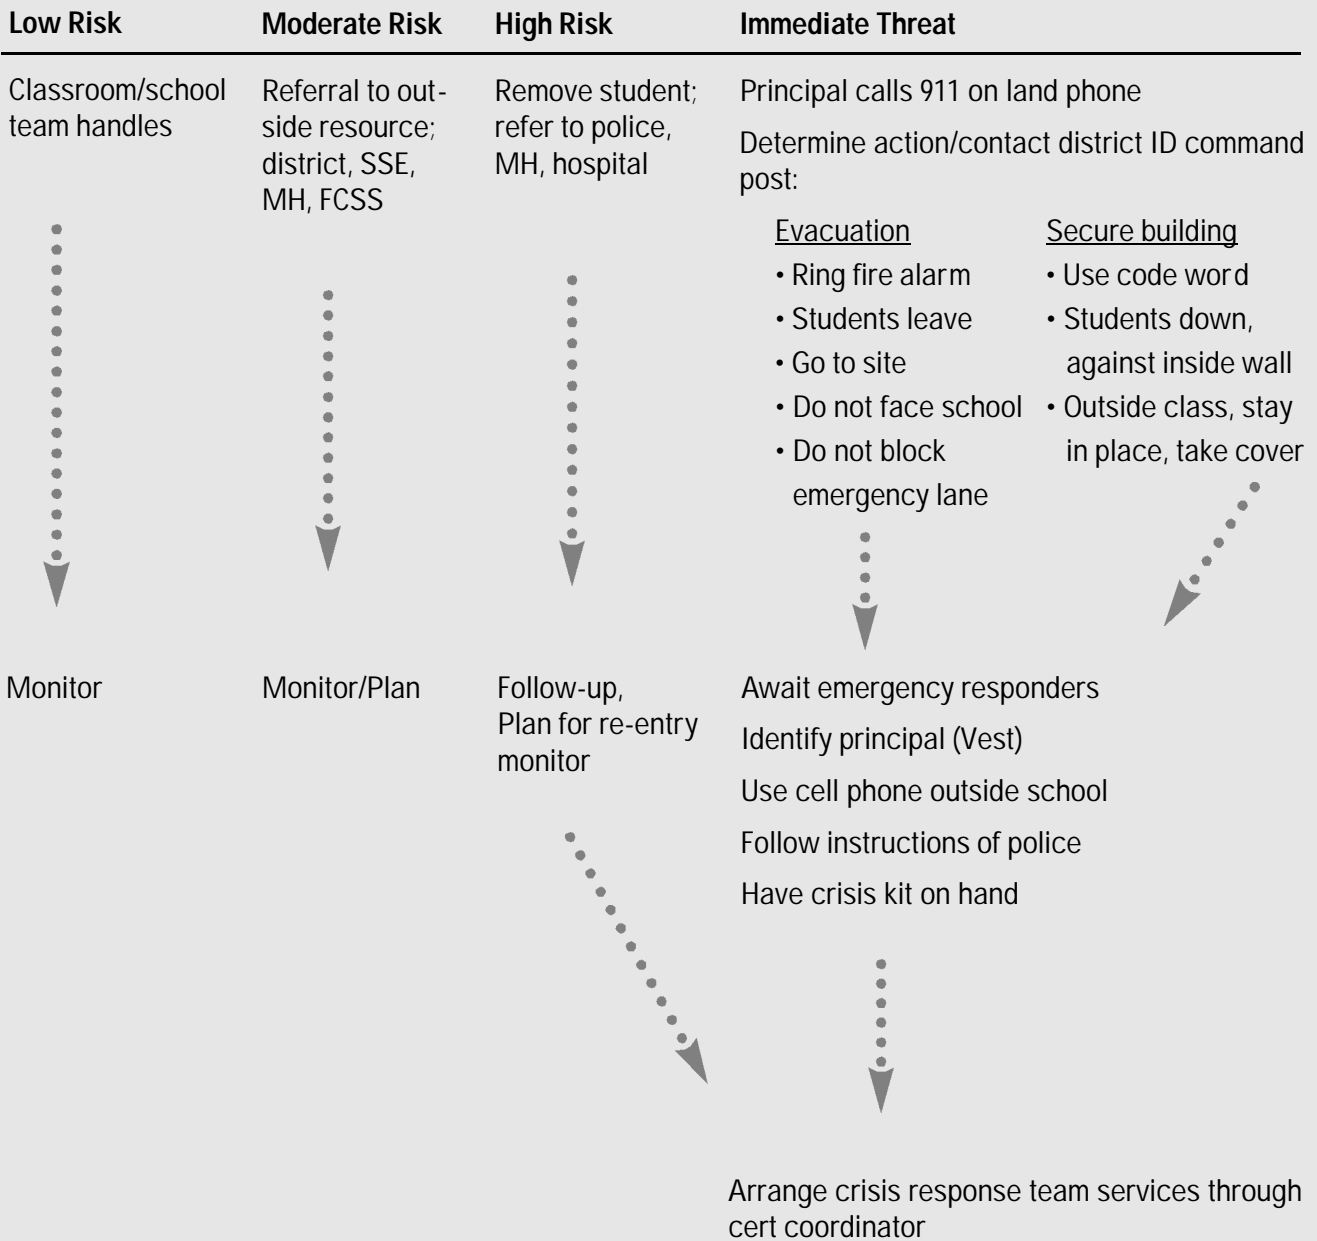 Low Risk
Moderate Risk
High Risk
Immediate Threat
Classroom/school
team handles
Referral to out-
side resource;
district, SSE,
MH, FCSS
Remove student;
refer to police,
MH, hospital
Principal calls 911 on land phone
Determine action/contact district ID command
post:
Evacuation
• Ring fire alarm
• Students leave
• Go to site
• Do not face school
• Do not block
emergency lane
Secure building
• Use code word
• Students down,
against inside wall
• Outside class, stay
in place, take cover
Monitor
Monitor/Plan
Follow-up,
Plan for re-entry
monitor
Await emergency responders
Identify principal (Vest)
Use cell phone outside school
Follow instructions of police
Have crisis kit on hand
Arrange crisis response team services through
cert coordinator